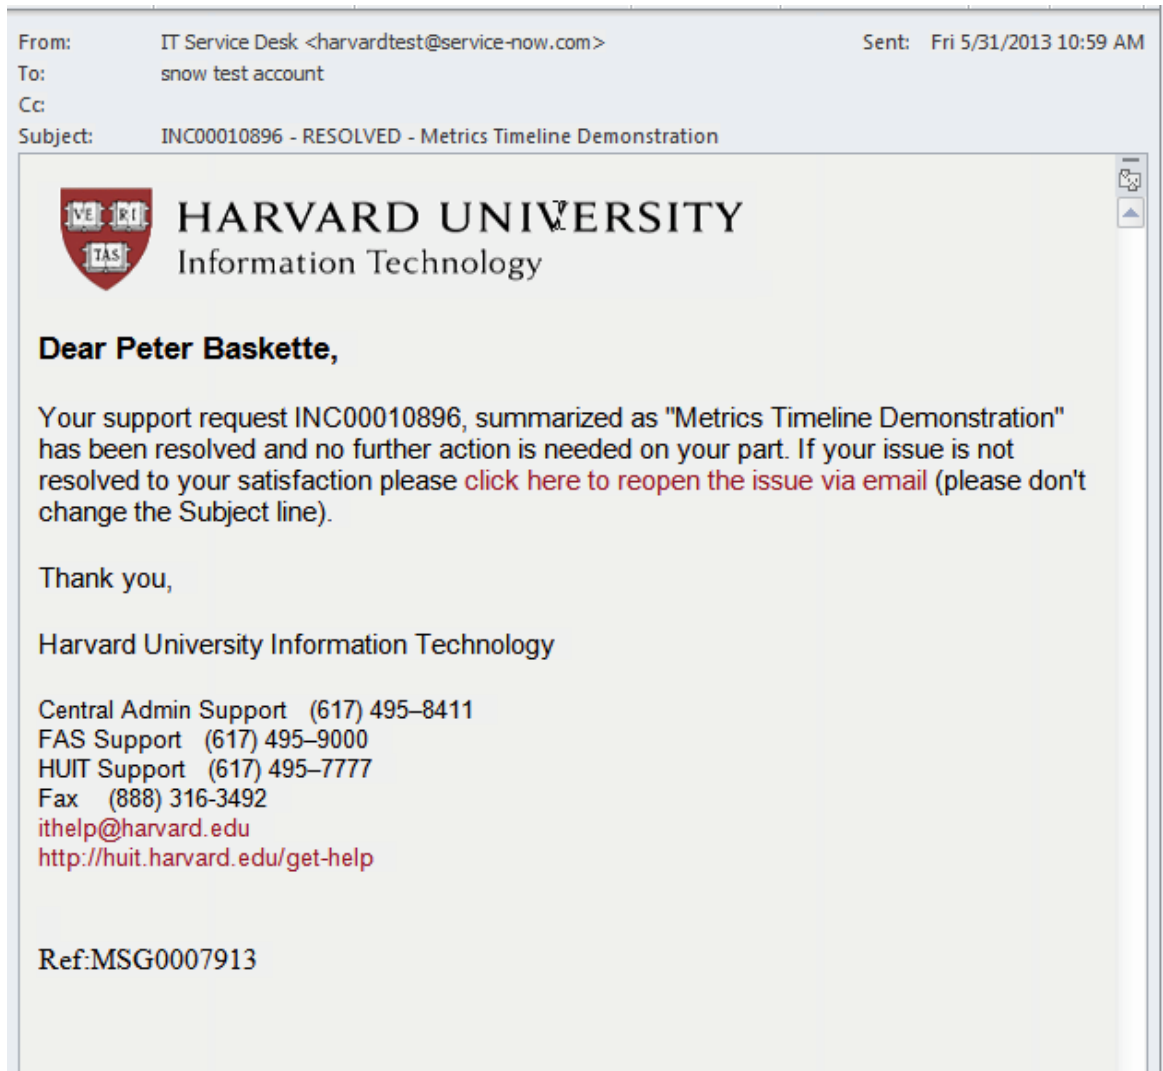 From: IT Service Desk <harvardtest@service-now.com> Sent: Fri 5/31/2013 10:59 AM
To: snow test account
Cc:
Subject: INC00010896 - RESOLVED - Metrics Timeline Demonstration
VE RI
TAS
HARVARD UNIVERSITY
Information Technology
Dear Peter Baskette,
Your support request INC00010896, summarized as "Metrics Timeline Demonstration"
has been resolved and no further action is needed on your part. If your issue is not
resolved to your satisfaction please click here to reopen the issue via email (please don't
change the Subject line).
Thank you,
Harvard University Information Technology
Central Admin Support (617) 495–8411
FAS Support (617) 495–9000
HUIT Support (617) 495–7777
Fax (888) 316-3492
ithelp@harvard.edu
http://huit.harvard.edu/get-help
Ref:MSG0007913